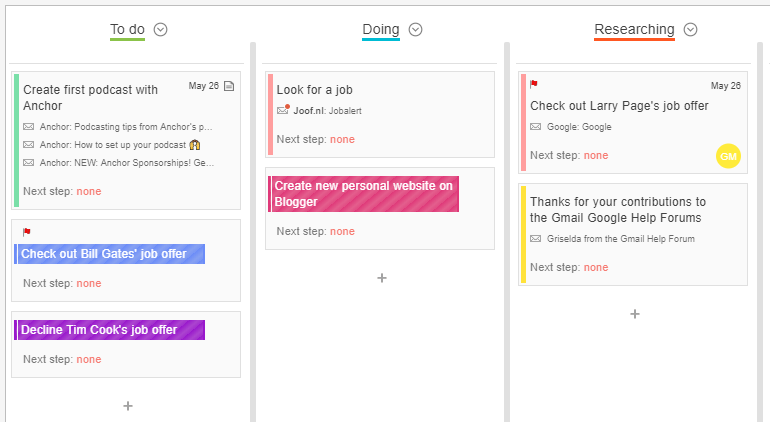 To do
Create first podcast with
Anchor
May 26
Anchor: Podcasting tips from Anchor's p...
Anchor: How to set up your podcast
Anchor: NEW: Anchor Sponsorships! Ge...
Next step: none
Check out Bill Gates' job offer
Next step: none
Decline Tim Cook's job offer
Next step: none
+
Doing
Look for a job
Joof.nl: Jobalert
Next step: none
Create new personal website on
Blogger
Next step: none
+
Researching
May 26
Check out Larry Page's job offer
Google: Google
Next step: none
GM
Thanks for your contributions to
the Gmail Google Help Forums
Griselda from the Gmail Help Forum
Next step: none
+